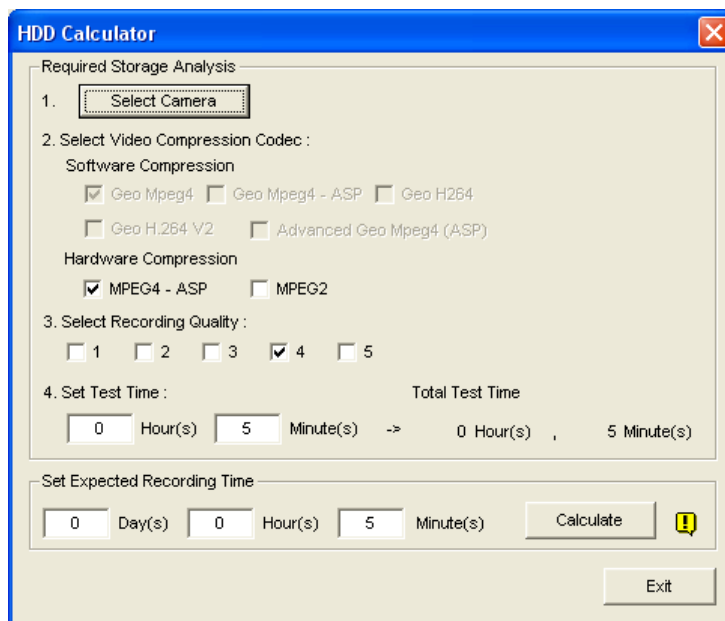 HDD Calculator
Required Storage Analysis
1. Select Camera
2. Select Video Compression Codec :
Software Compression
Geo Mpeg4 Geo Mpeg4 - ASP Geo H264
Geo H.264 V2 Advanced Geo Mpeg4 (ASP)
Hardware Compression
MPEG4 - ASP MPEG2
3. Select Recording Quality :
1 2 3 4 5
4. Set Test Time : Total Test Time
0 Hour(s) 5 Minute(s) -> 0 Hour(s) , 5 Minute(s)
Set Expected Recording Time
0 Day(s) 0 Hour(s) 5 Minute(s) Calculate !
Exit